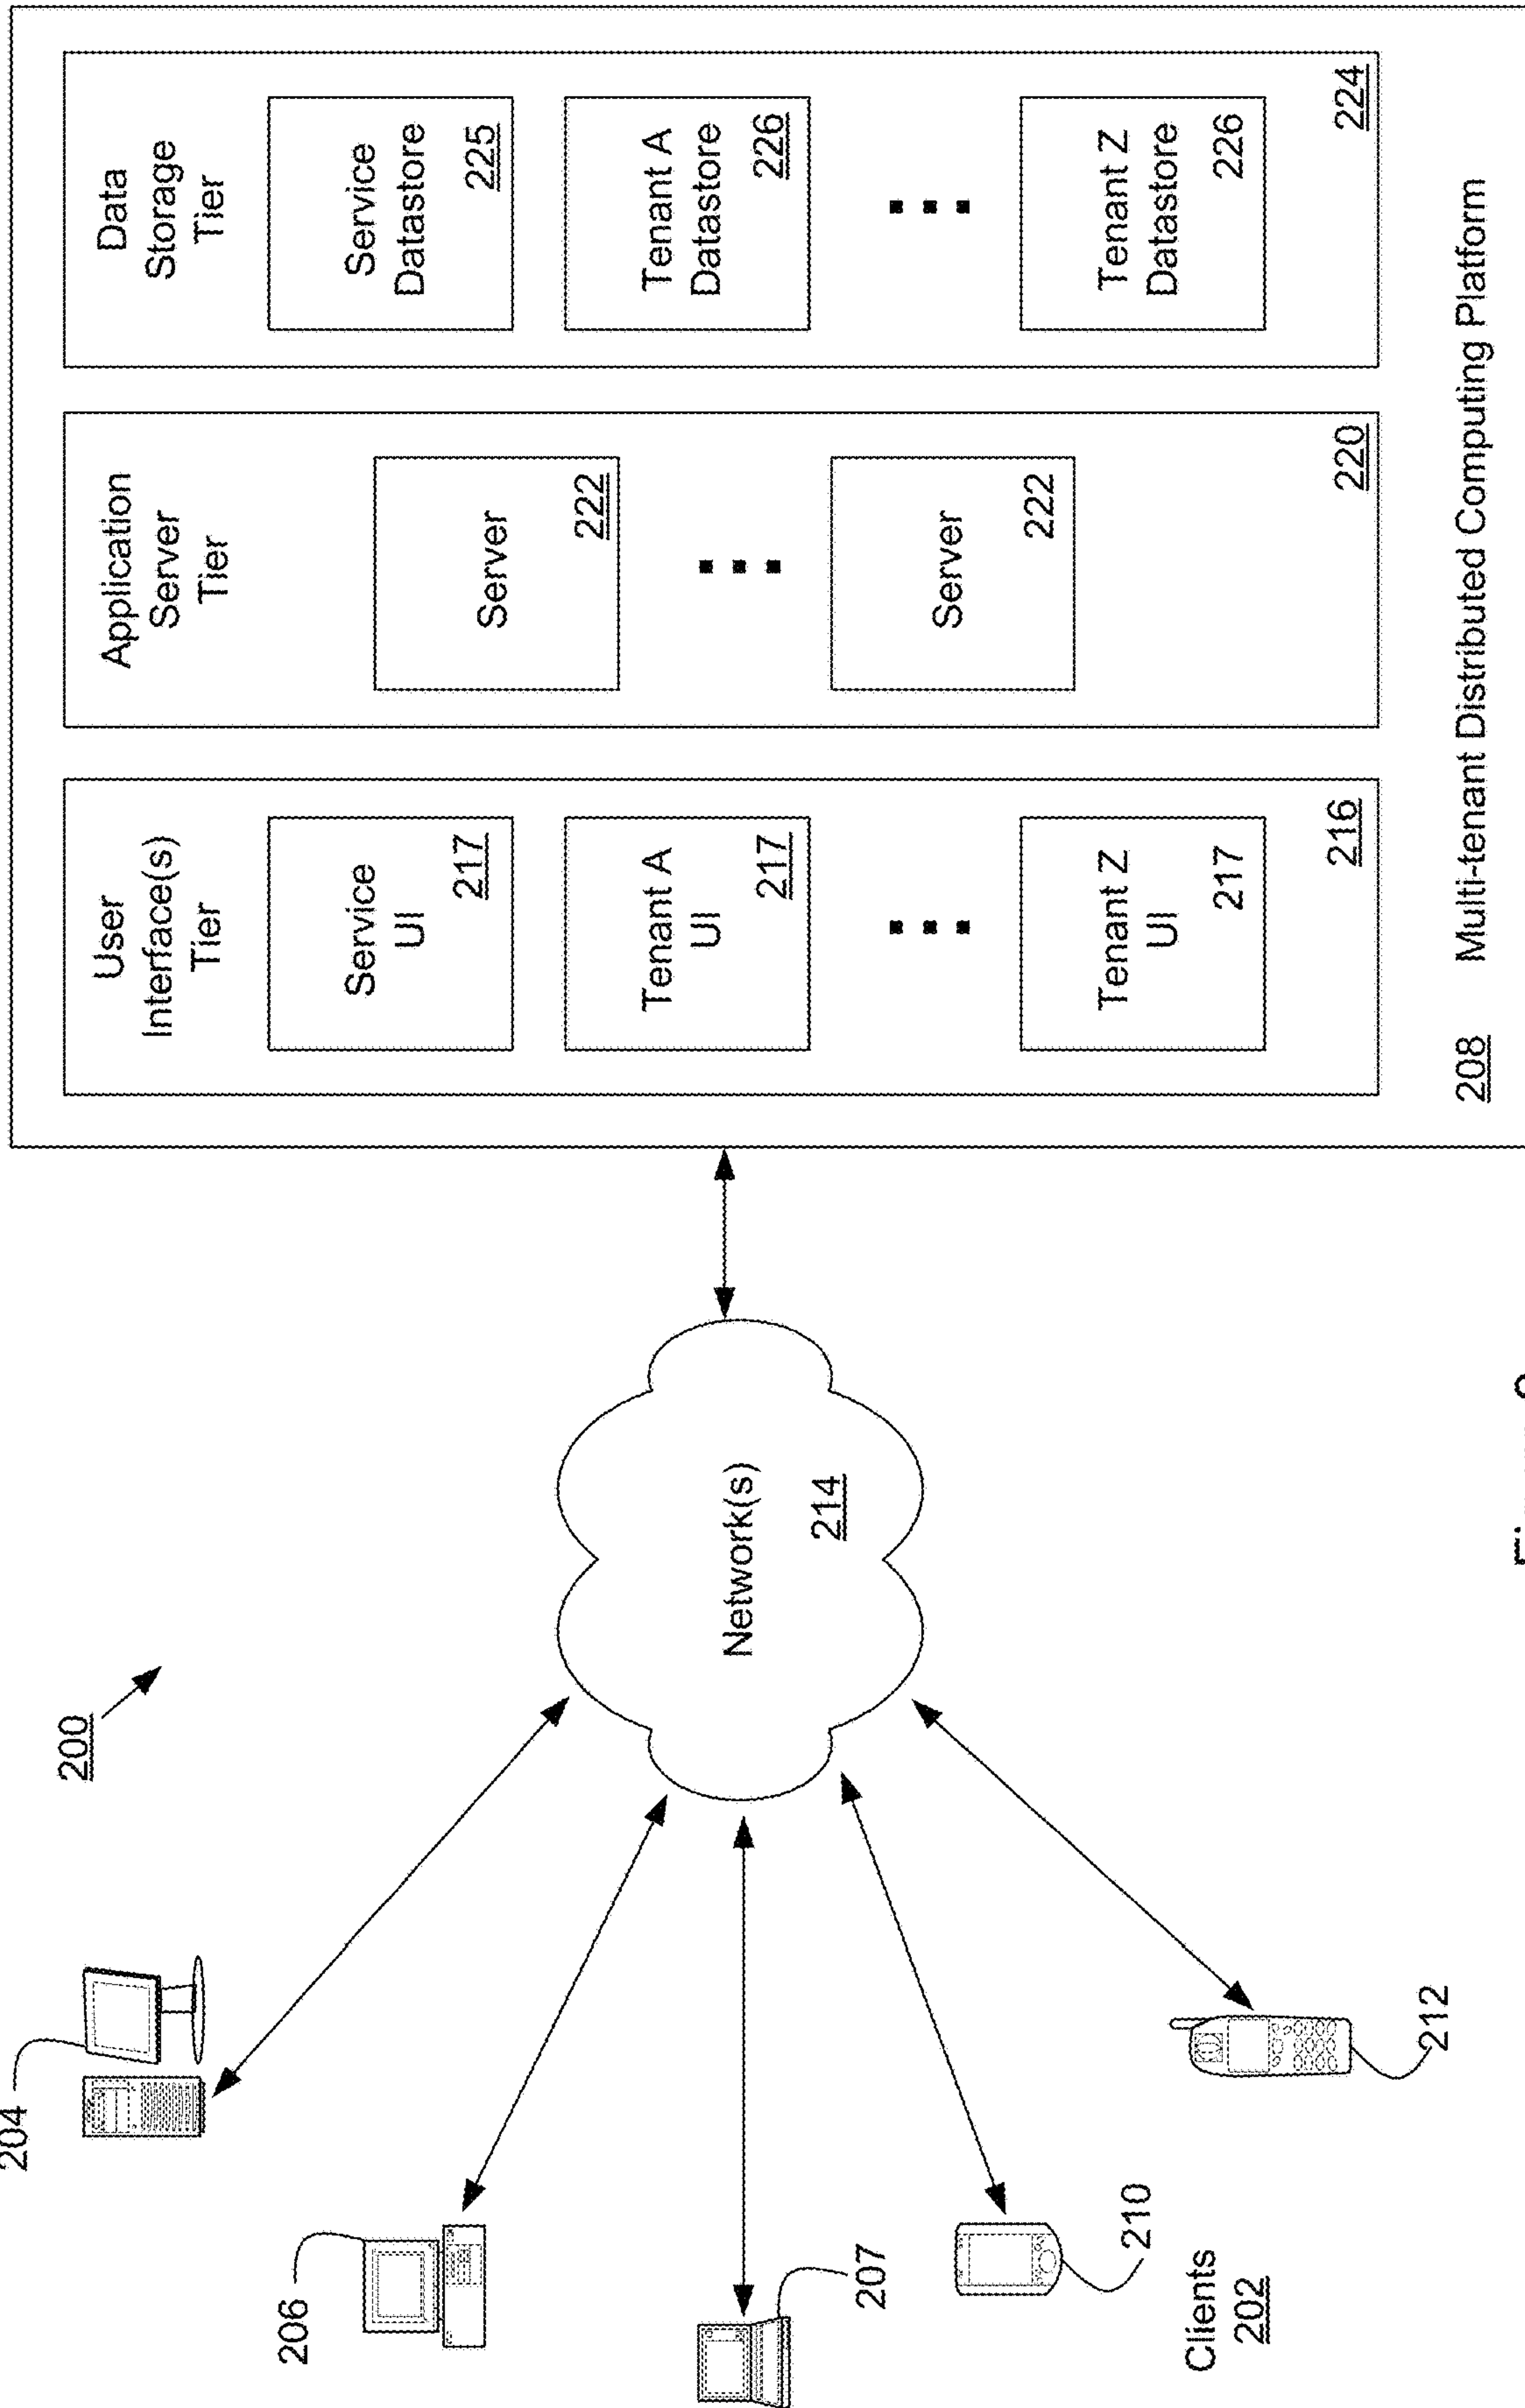 200
204
206
207
210
212
Clients
202
Network(s)
214
User
Interface(s)
Tier
Service
UI
217
Tenant A
UI
217
Tenant Z
UI
217
216
Application
Server
Tier
Server
222
Server
222
220
Data
Storage
Tier
Service
Datastore
225
Tenant A
Datastore
226
Tenant Z
Datastore
226
224
208 Multi-tenant Distributed Computing Platform